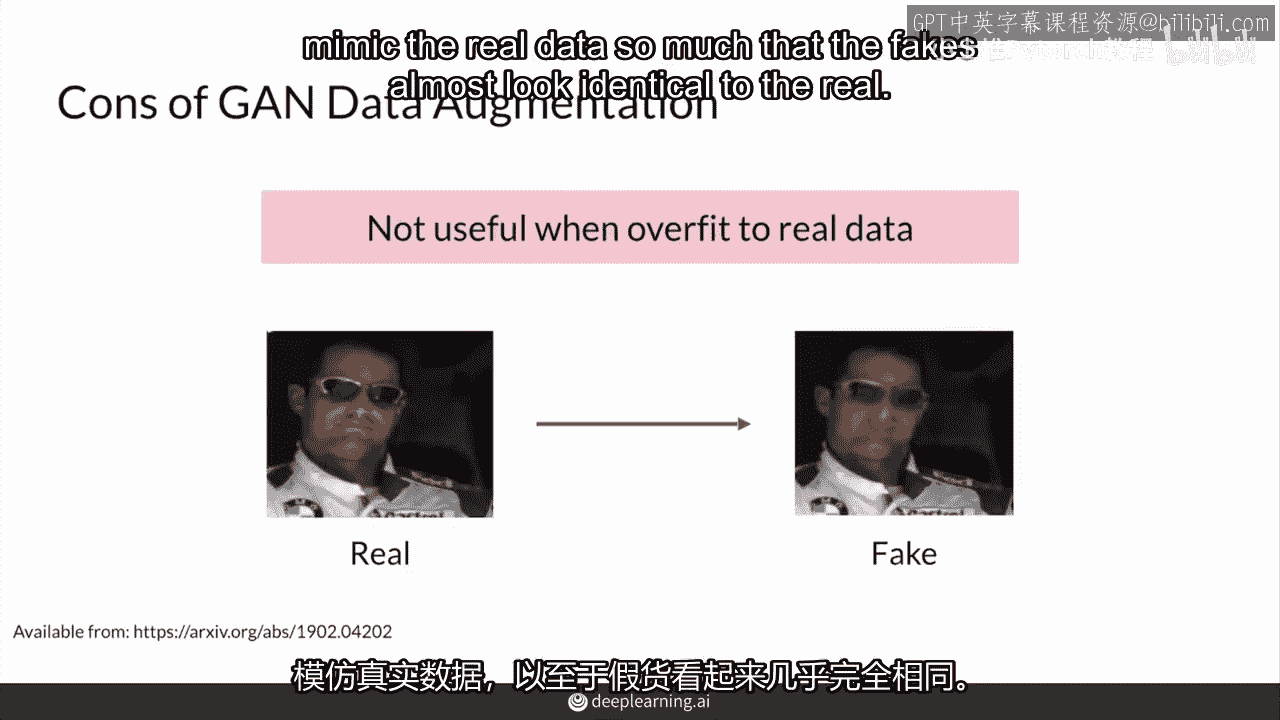 GPT中英字幕课程资源@bilibili.com
mimic the real data so much that the fakes
almost look identical to the real.
Cons of GAN Data Augmentation
Not useful when overfit to real data
Real
Fake
Available from: https://arxiv.org/abs/1902.04202
模仿真实数据，以至于假货看起来几乎完全相同。
deeplearning.ai